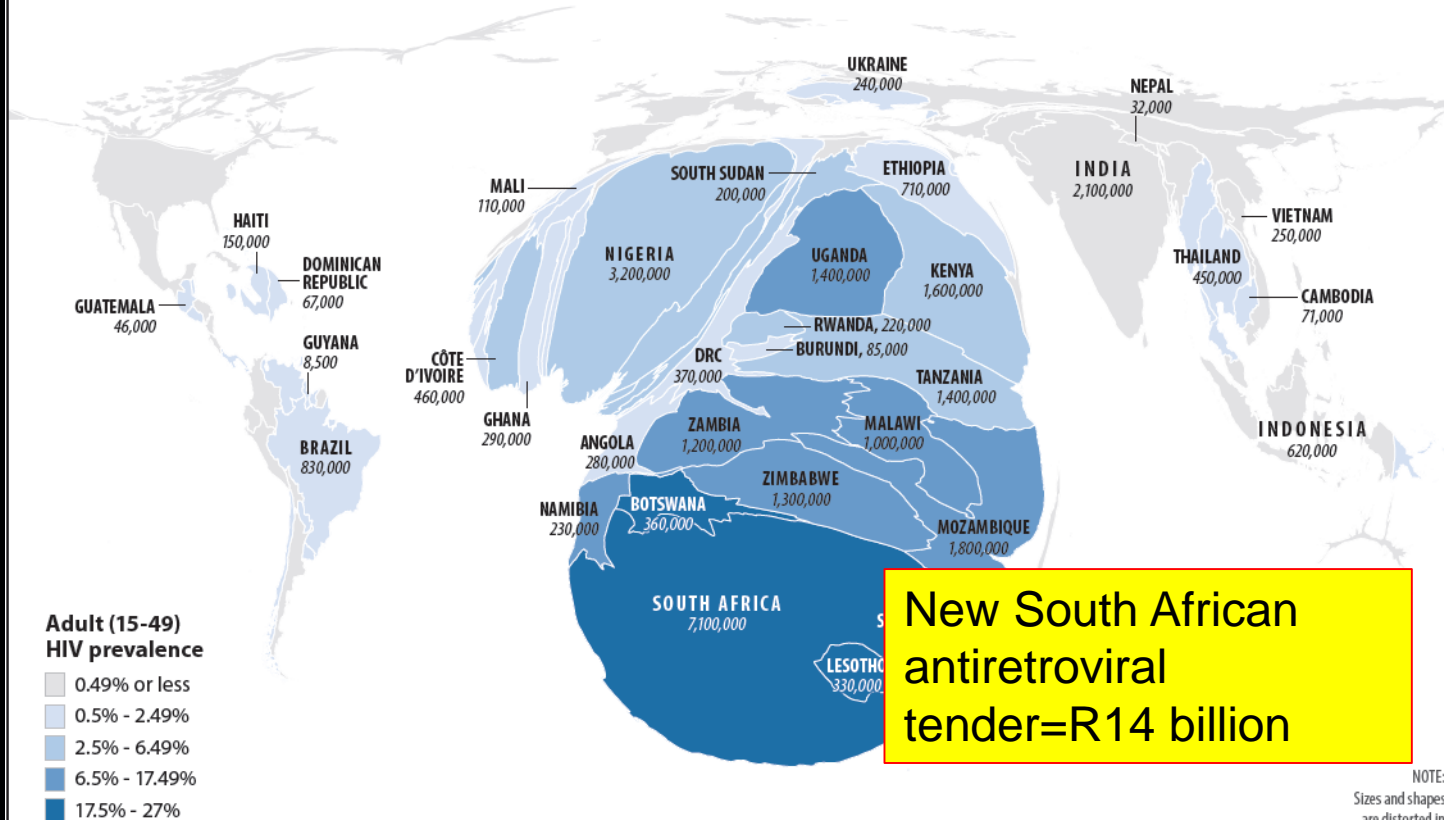 UKRAINE
240,000
NEPAL
32,000
INDIA
2,100,000
ETHIOPIA
710,000
SOUTH SUDAN
200,000
MALI
110,000
HAITI
150,000
DOMINICAN
REPUBLIC
67,000
GUATEMALA
46,000
GUYANA
8,500
BRAZIL
830,000
NIGERIA
3,200,000
UGANDA
1,400,000
KENYA
1,600,000
VIETNAM
250,000
THAILAND
450,000
CAMBODIA
71,000
RWANDA, 220,000
BURUNDI, 85,000
CÔTE
D'IVOIRE
460,000
GHANA
290,000
DRC
370,000
TANZANIA
1,400,000
ANGOLA
280,000
ZAMBIA
1,200,000
MALAWI
1,000,000
INDONESIA
620,000
ZIMBABWE
1,300,000
NAMIBIA
230,000
BOTSWANA
360,000
MOZAMBIQUE
1,800,000
SOUTH AFRICA
7,100,000
S
LESOTHO
330,000
New South African
antiretroviral
tender=R14 billion
Adult (15-49)
HIV prevalence
0.49% or less
0.5% - 2.49%
2.5% - 6.49%
6.5% - 17.49%
17.5% - 27%
NOTE:
Sizes and shapes
are distorted in